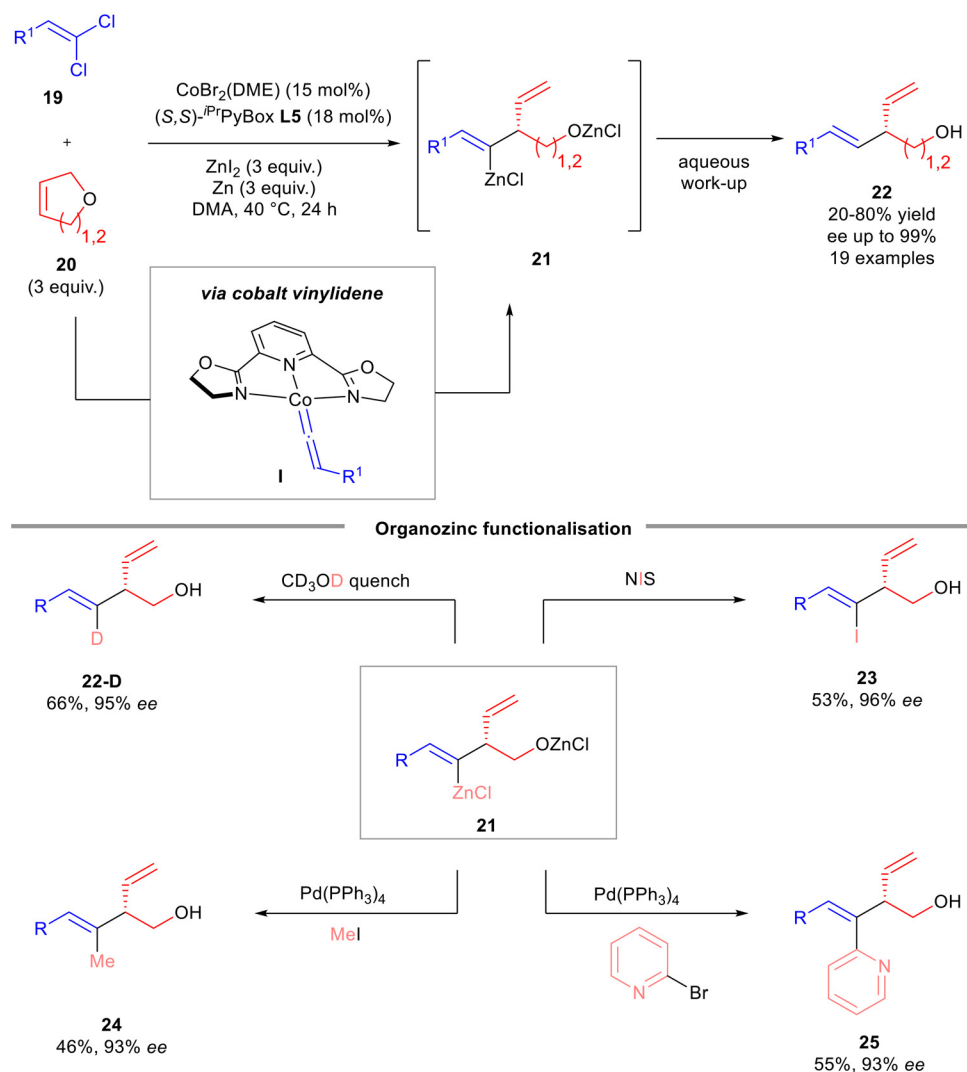 R1
Cl
Cl
19
+
O
1,2
20
(3 equiv.)
CoBr2(DME) (15 mol%)
(S,S)-iPrPyBox L5 (18 mol%)
ZnI2 (3 equiv.)
Zn (3 equiv.)
DMA, 40 °C, 24 h
R1
ZnCl
OZnCl
1,2
21
aqueous
work-up
R1
OH
1,2
22
20-80% yield
ee up to 99%
19 examples
via cobalt vinylidene
O
N
O
N
Co
N
R1
I
Organozinc functionalisation
R
OH
D
22-D
66%, 95% ee
CD3OD quench
NIS
R
OH
I
23
53%, 96% ee
R
OZnCl
ZnCl
21
R
OH
Me
24
46%, 93% ee
Pd(PPh3)4
MeI
Pd(PPh3)4
N
Br
R
OH
N
25
55%, 93% ee